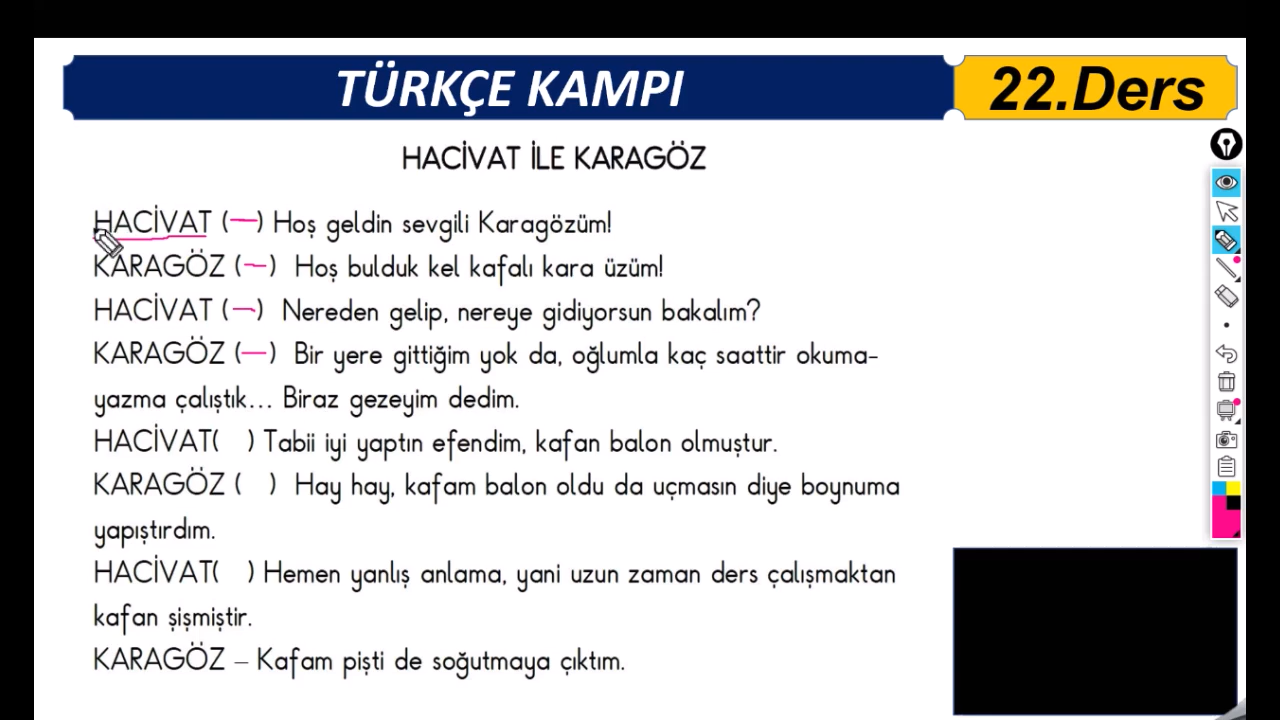 TÜRKÇE KAMPI
22.Ders
HACİVAT İLE KARAGÖZ
HACİVAT (—) Hoş geldin sevgili Karagözüm!
KARAGÖZ (—) Hoş bulduk kel kafalı kara üzüm!
HACİVAT (—) Nereden gelip, nereye gidiyorsun bakalım?
KARAGÖZ (—) Bir yere gittiğim yok da, oğlumla kaç saattir okuma-
yazma çalıştık... Biraz gezeyim dedim.
HACİVAT( ) Tabii iyi yaptın efendim, kafan balon olmuştur.
KARAGÖZ ( ) Hay hay, kafam balon oldu da uçmasın diye boynuma
yapıştırdım.
HACİVAT( ) Hemen yanlış anlama, yani uzun zaman ders çalışmaktan
kafan şişmiştir.
KARAGÖZ – Kafam pişti de soğutmaya çıktım.